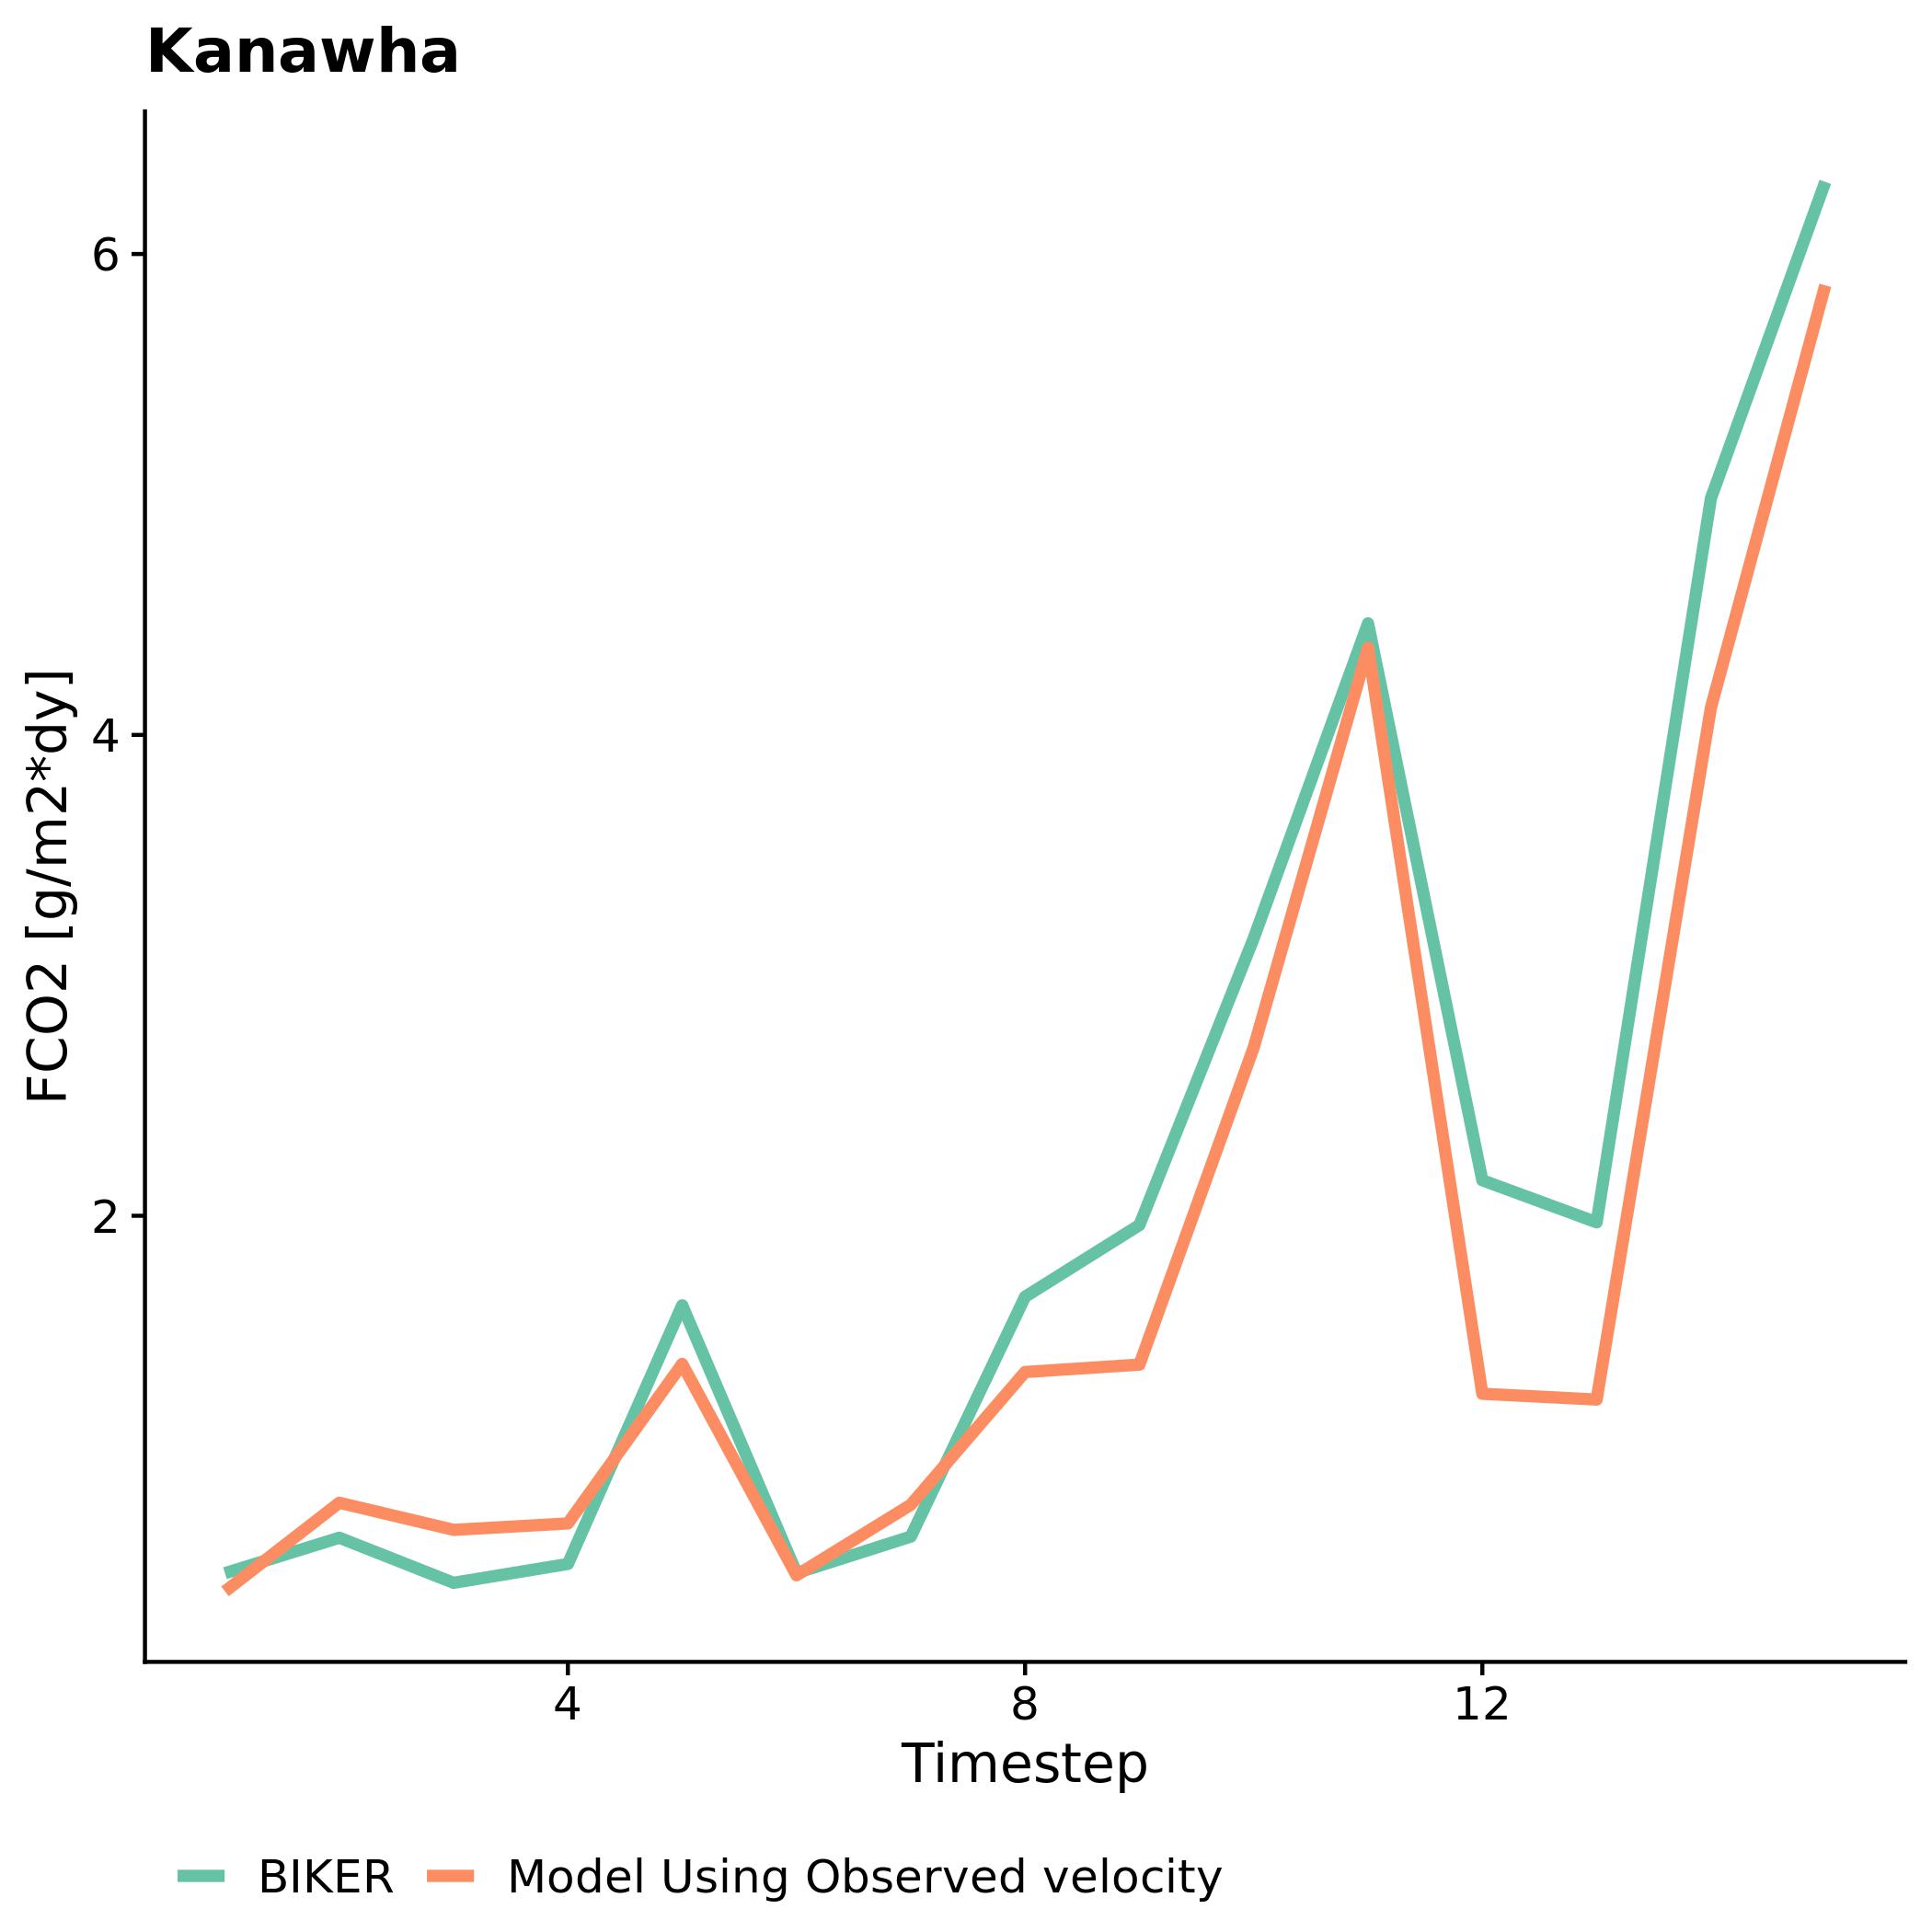 Kanawha
FCO2 [g/m2*dy]
6
4
2
4
8
12
Timestep
BIKER
Model Using Observed velocity